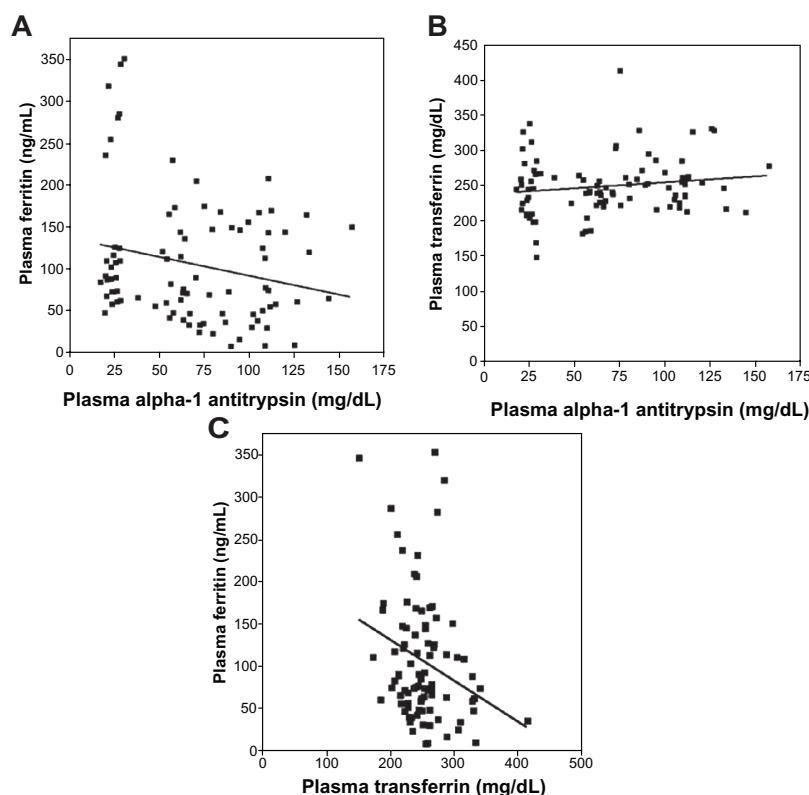 A
Plasma ferritin (ng/mL)
350
300
250
200
150
100
50
0
0 25 50 75 100 125 150 175
Plasma alpha-1 antitrypsin (mg/dL)
B
Plasma transferrin (mg/dL)
450
400
350
300
250
200
150
100
50
0
0 25 50 75 100 125 150 175
Plasma alpha-1 antitrypsin (mg/dL)
C
Plasma ferritin (ng/mL)
350
300
250
200
150
100
50
0
0 100 200 300 400 500
Plasma transferrin (mg/dL)